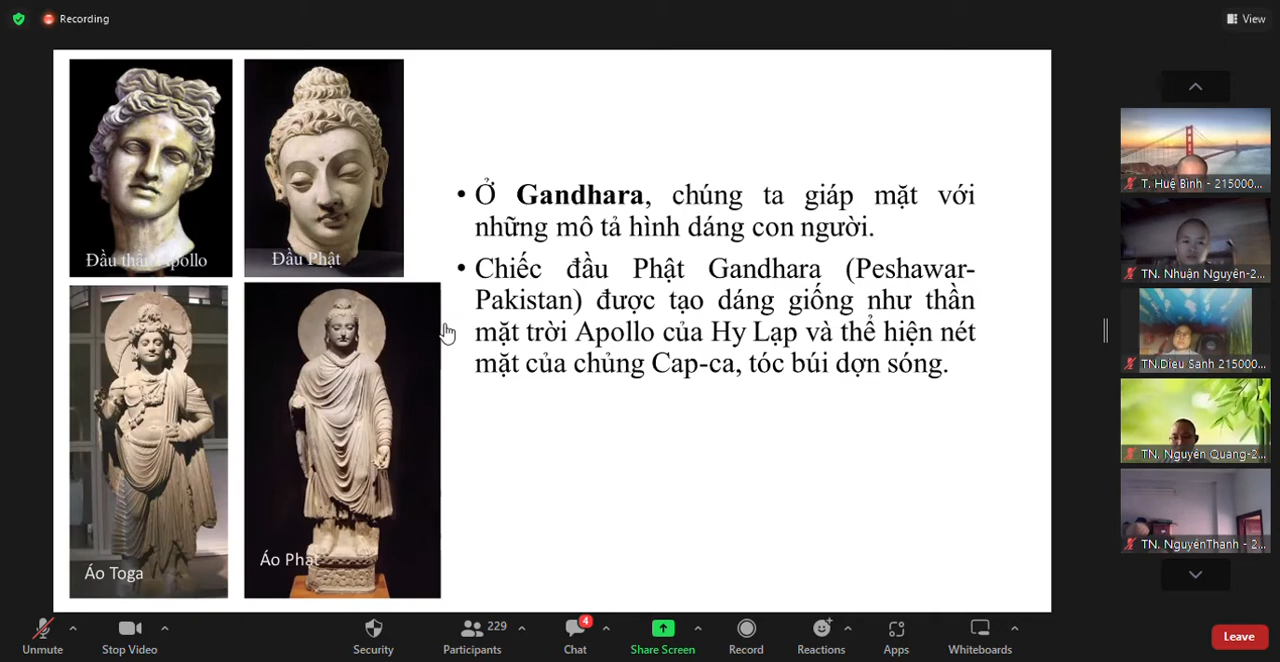 Recording
View
Đầu thần Apollo
Đầu Phật
Áo Toga
Áo Phật
• Ở Gandhara, chúng ta giáp mặt với
những mô tả hình dáng con người.
• Chiếc đầu Phật Gandhara (Peshawar-
Pakistan) được tạo dáng giống như thần
mặt trời Apollo của Hy Lạp và thể hiện nét
mặt của chủng Cap-ca, tóc búi dợn sóng.
T. Huệ Bình - 215000...
TN. Nhuận Nguyên-2...
TN.Dieu Sanh 2150000...
TN. Nguyên Quang-2...
TN. NguyênThanh - 2...
Unmute
Stop Video
Security
229
Participants
4
Chat
Share Screen
Record
Reactions
Apps
Whiteboards
Leave